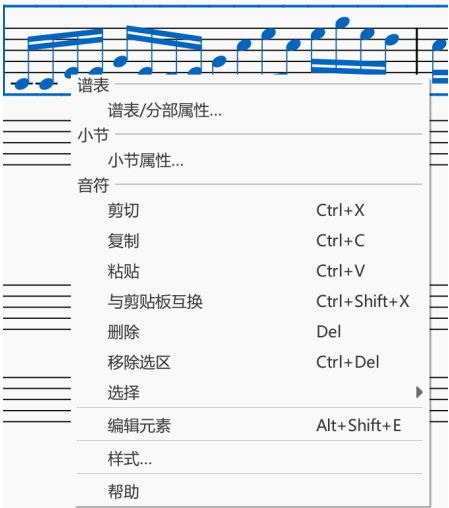 谱表
谱表/分部属性...
小节
小节属性...
音符
剪切 Ctrl+X
复制 Ctrl+C
粘贴 Ctrl+V
与剪贴板互换 Ctrl+Shift+X
删除 Del
移除选区 Ctrl+Del
选择
编辑元素 Alt+Shift+E
样式...
帮助